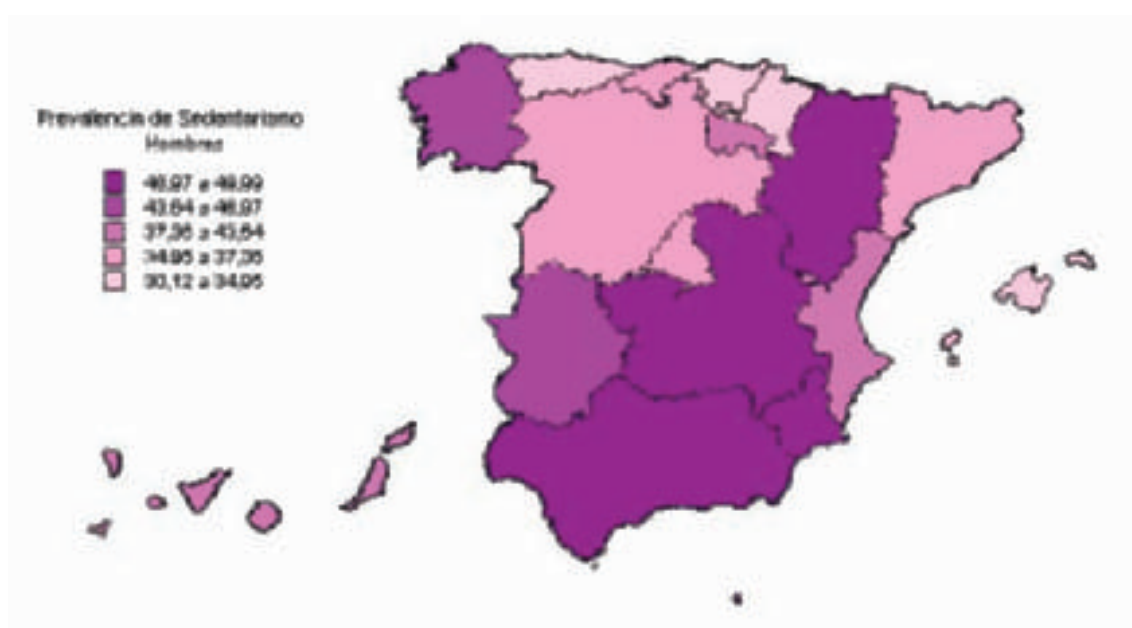 Prevalencia de Sedentarismo
Hombres
46,97 a 49,99
43,64 a 46,97
37,36 a 43,64
34,95 a 37,36
30,12 a 34,95